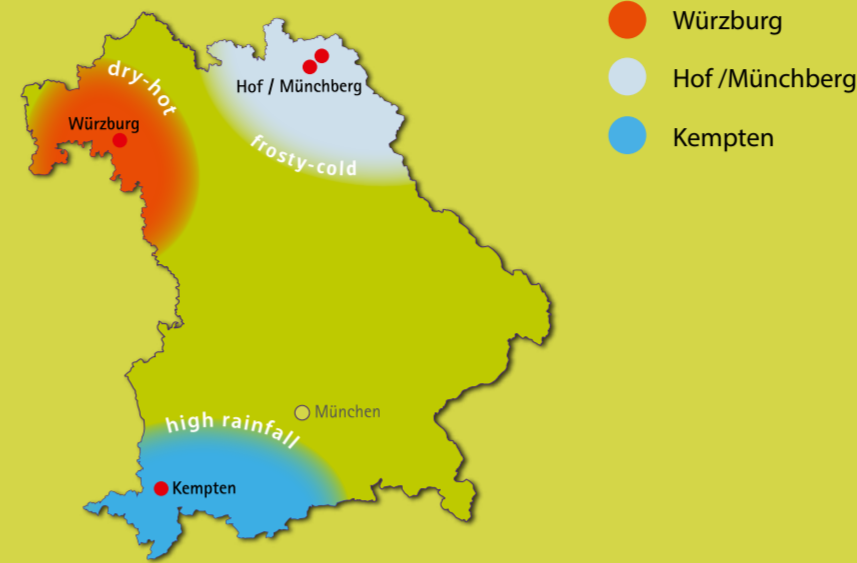 Würzburg
Hof /Münchberg
Kempten
dry-hot
Hof / Münchberg
Würzburg
frosty-cold
München
high rainfall
Kempten